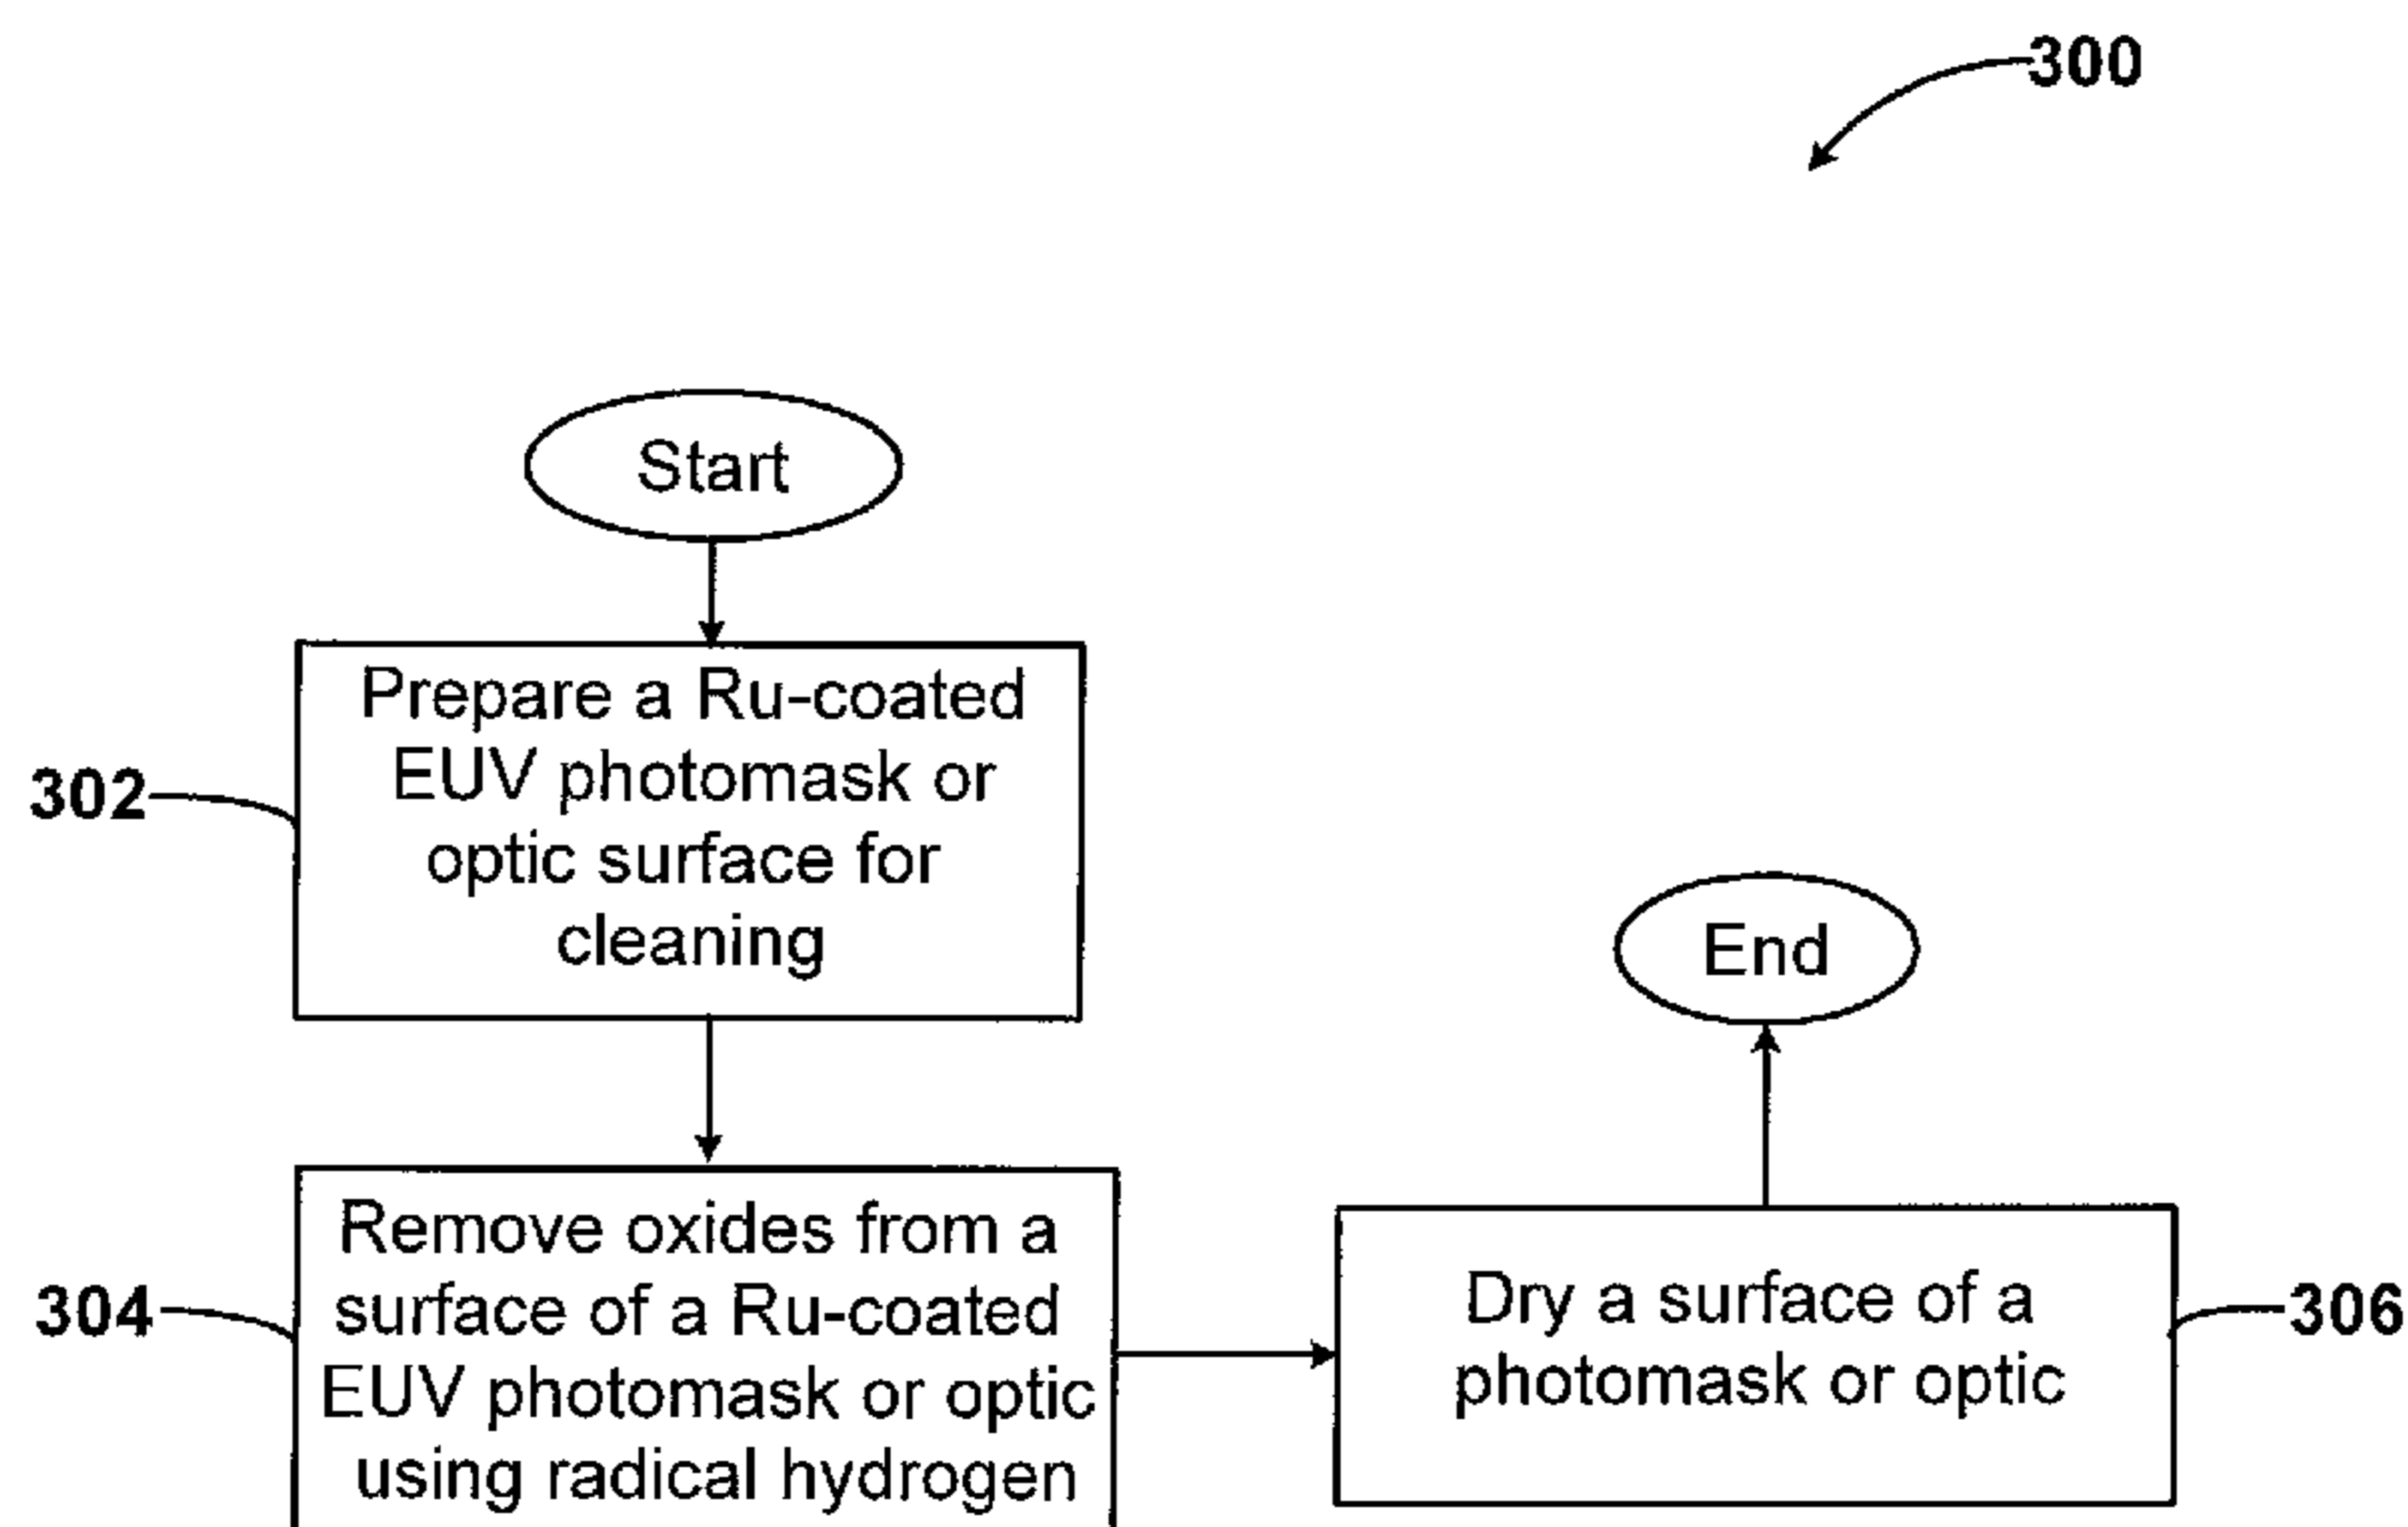 300
Start
302
Prepare a Ru-coated
EUV photomask or
optic surface for
cleaning
304
Remove oxides from a
surface of a Ru-coated
EUV photomask or optic
using radical hydrogen
Dry a surface of a
photomask or optic
306
End